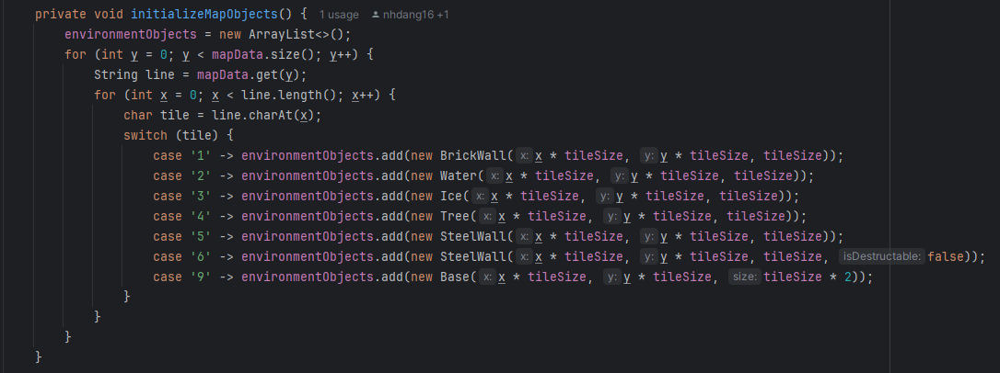 private void initializeMapObjects() { 1 usage nhdang16 +1
environmentObjects = new ArrayList<>();
for (int y = 0; y < mapData.size(); y++) {
String line = mapData.get(y);
for (int x = 0; x < line.length(); x++) {
char tile = line.charAt(x);
switch (tile) {
case '1' -> environmentObjects.add(new BrickWall( x: x * tileSize, y: y * tileSize, tileSize));
case '2' -> environmentObjects.add(new Water( x: x * tileSize, y: y * tileSize, tileSize));
case '3' -> environmentObjects.add(new Ice( x: x * tileSize, y: y * tileSize, tileSize));
case '4' -> environmentObjects.add(new Tree( x: x * tileSize, y: y * tileSize, tileSize));
case '5' -> environmentObjects.add(new SteelWall( x: x * tileSize, y: y * tileSize, tileSize));
case '6' -> environmentObjects.add(new SteelWall( x: x * tileSize, y: y * tileSize, tileSize, isDestructable: false));
case '9' -> environmentObjects.add(new Base( x: x * tileSize, y: y * tileSize, size: tileSize * 2));
}
}
}
}